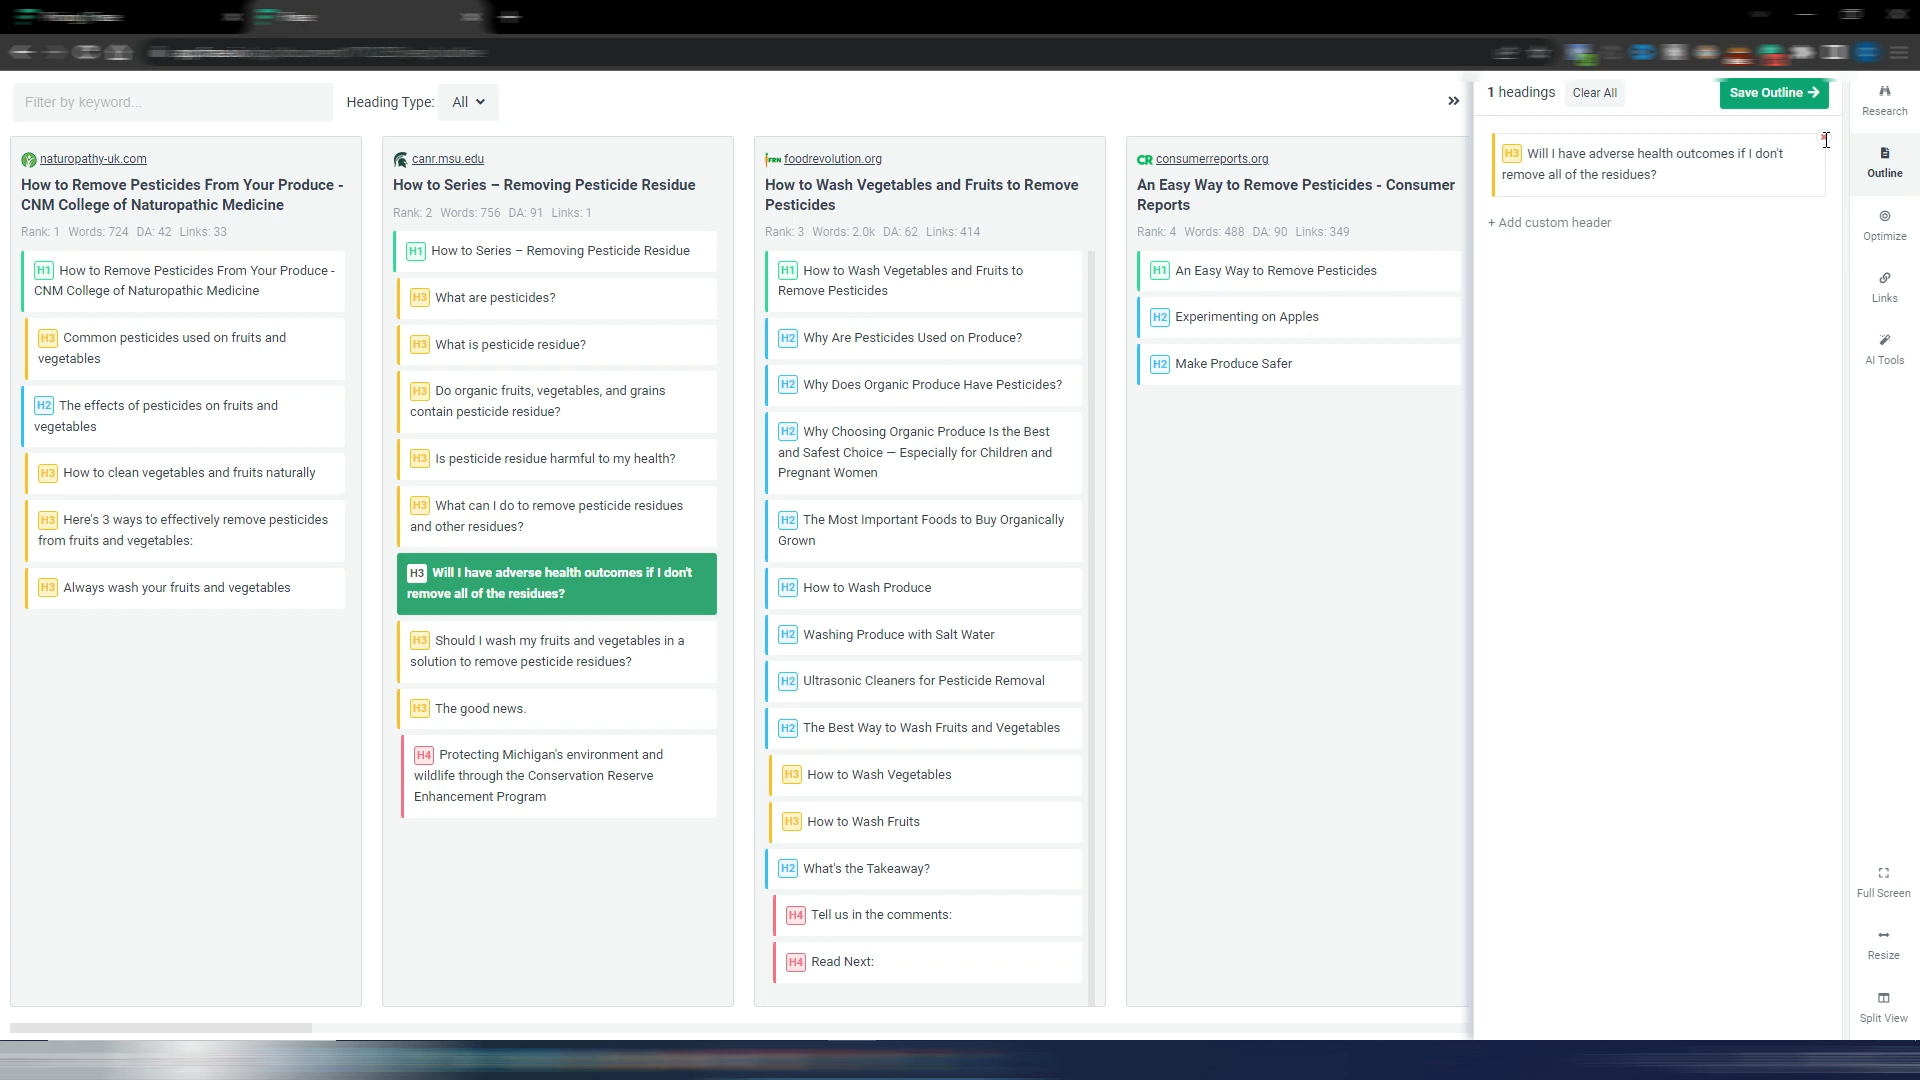 Filter by keyword...
Heading Type: All
1 headings
Clear All
Save Outline
naturopathy-uk.com
How to Remove Pesticides From Your Produce -
CNM College of Naturopathic Medicine
Rank: 1 Words: 724 DA: 42 Links: 33
H1 How to Remove Pesticides From Your Produce -
CNM College of Naturopathic Medicine
H3 Common pesticides used on fruits and
vegetables
H2 The effects of pesticides on fruits and
vegetables
H3 How to clean vegetables and fruits naturally
H3 Here's 3 ways to effectively remove pesticides
from fruits and vegetables:
H3 Always wash your fruits and vegetables
canr.msu.edu
How to Series – Removing Pesticide Residue
Rank: 2 Words: 756 DA: 91 Links: 1
H1 How to Series – Removing Pesticide Residue
H3 What are pesticides?
H3 What is pesticide residue?
H3 Do organic fruits, vegetables, and grains
contain pesticide residue?
H3 Is pesticide residue harmful to my health?
H3 What can I do to remove pesticide residues
and other residues?
H3 Will I have adverse health outcomes if I don't
remove all of the residues?
H3 Should I wash my fruits and vegetables in a
solution to remove pesticide residues?
H3 The good news.
H4 Protecting Michigan's environment and
wildlife through the Conservation Reserve
Enhancement Program
FRN foodrevolution.org
How to Wash Vegetables and Fruits to Remove
Pesticides
Rank: 3 Words: 2.0k DA: 62 Links: 414
H1 How to Wash Vegetables and Fruits to
Remove Pesticides
H2 Why Are Pesticides Used on Produce?
H2 Why Does Organic Produce Have Pesticides?
H2 Why Choosing Organic Produce Is the Best
and Safest Choice — Especially for Children and
Pregnant Women
H2 The Most Important Foods to Buy Organically
Grown
H2 How to Wash Produce
H2 Washing Produce with Salt Water
H2 Ultrasonic Cleaners for Pesticide Removal
H2 The Best Way to Wash Fruits and Vegetables
H3 How to Wash Vegetables
H3 How to Wash Fruits
H2 What's the Takeaway?
H4 Tell us in the comments:
H4 Read Next:
CR consumerreports.org
An Easy Way to Remove Pesticides - Consumer
Reports
Rank: 4 Words: 488 DA: 90 Links: 349
H1 An Easy Way to Remove Pesticides
H2 Experimenting on Apples
H2 Make Produce Safer
H3 Will I have adverse health outcomes if I don't
remove all of the residues?
+ Add custom header
Research
Outline
Optimize
Links
AI Tools
Full Screen
Resize
Split View